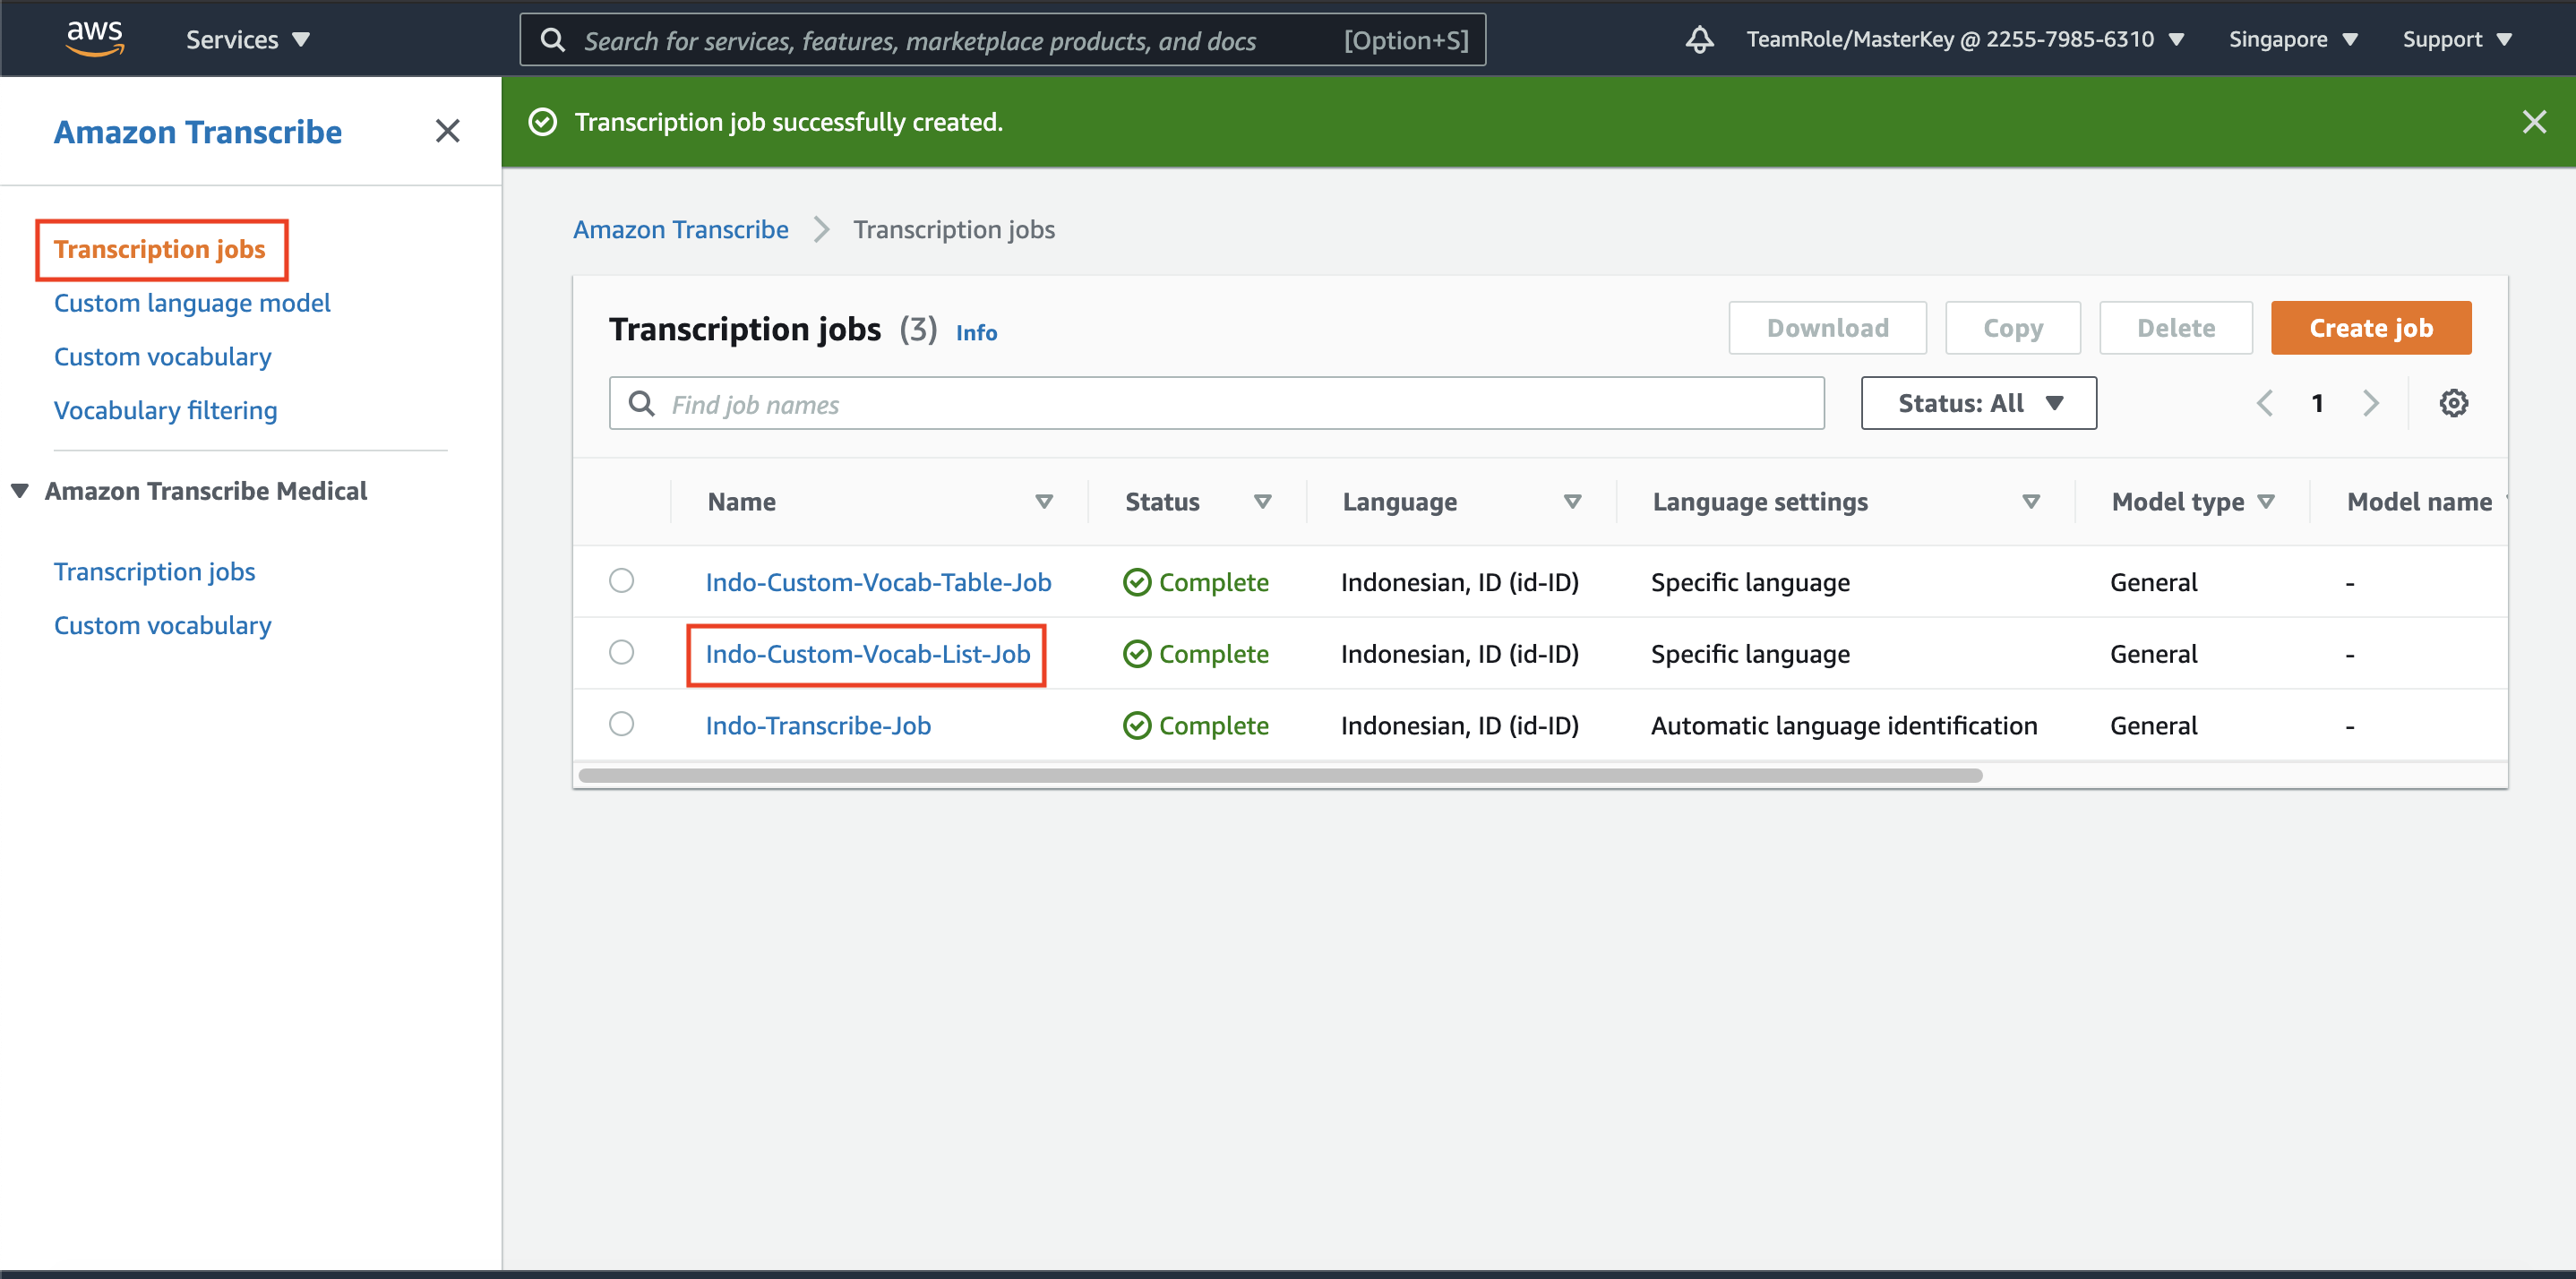 aws Services Search for services, features, marketplace products, and docs [Option+S] TeamRole/MasterKey @ 2255-7985-6310 Singapore Support
Amazon Transcribe
Transcription jobs
Custom language model
Custom vocabulary
Vocabulary filtering
Amazon Transcribe Medical
Transcription jobs
Custom vocabulary
Transcription job successfully created.
Amazon Transcribe Transcription jobs
Transcription jobs (3) Info Download Copy Delete Create job
Find job names Status: All 1
Name Status Language Language settings Model type Model name
Indo-Custom-Vocab-Table-Job Complete Indonesian, ID (id-ID) Specific language General -
Indo-Custom-Vocab-List-Job Complete Indonesian, ID (id-ID) Specific language General -
Indo-Transcribe-Job Complete Indonesian, ID (id-ID) Automatic language identification General -